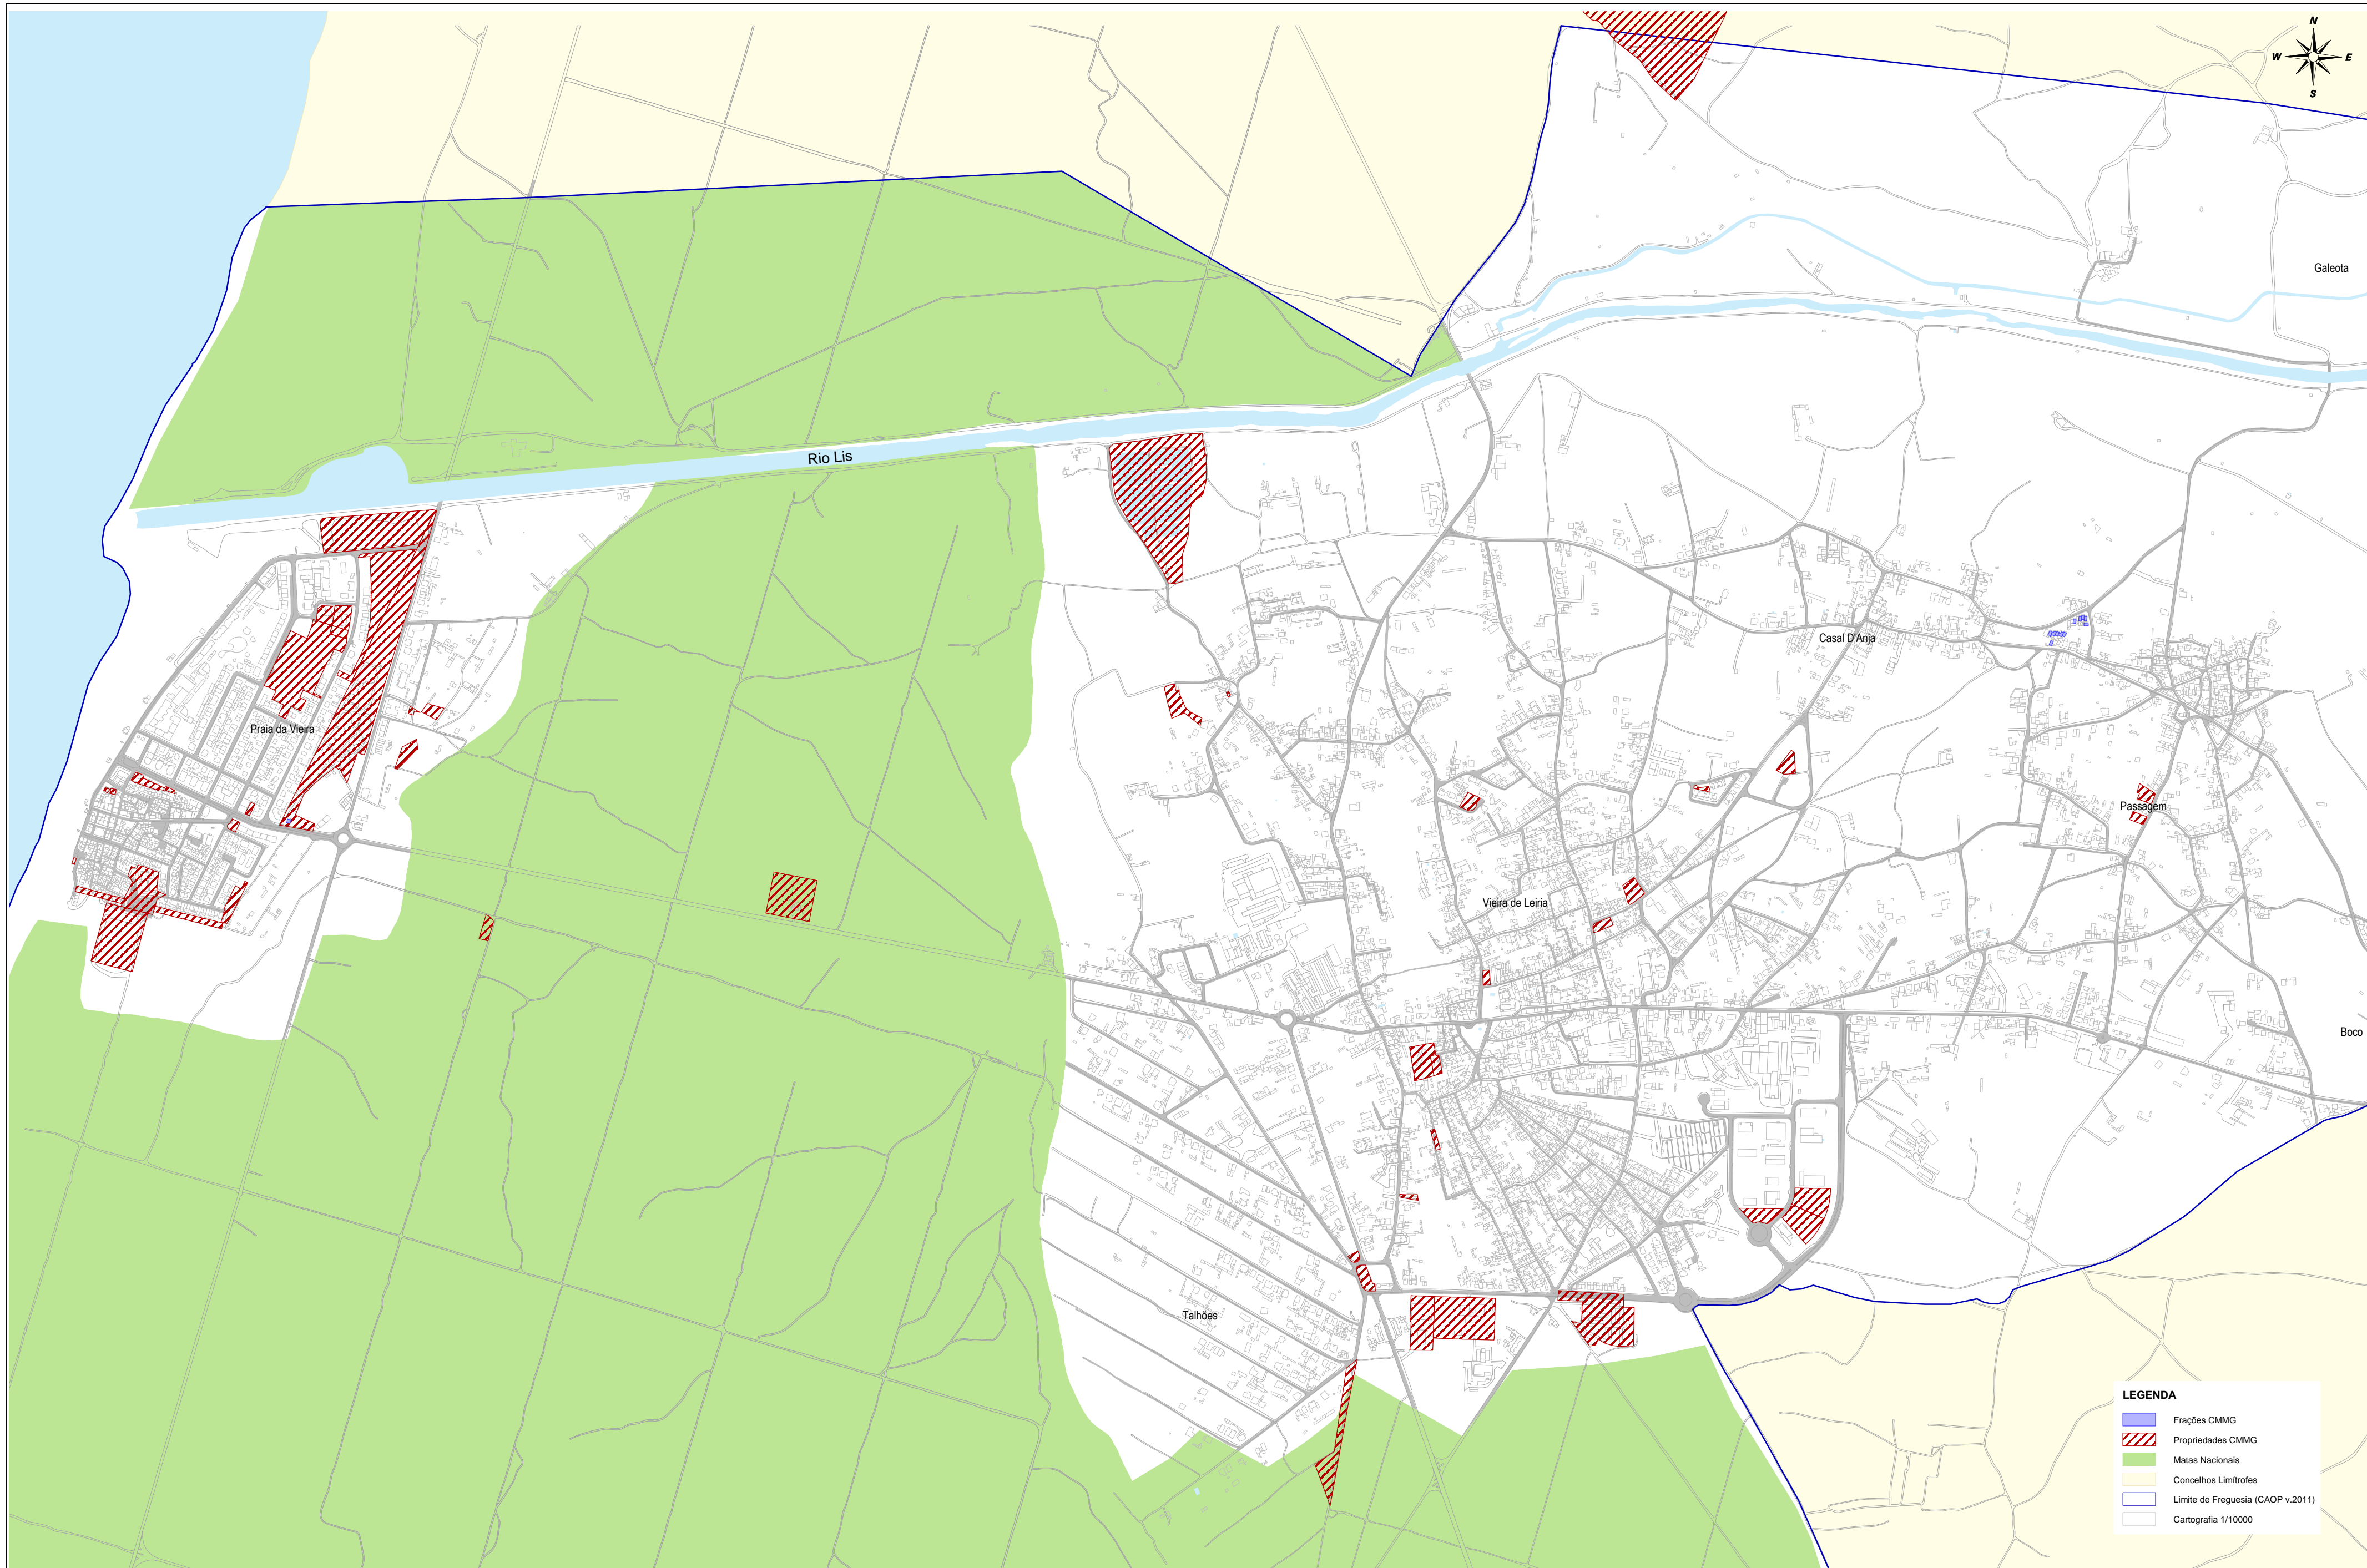 N
W
E
S
Galeota
Rio Lis
Casal D'Anja
Praia da Vieira
Passagem
Vieira de Leiria
Boco
Talhões
LEGENDA
Frações CMMG
Propriedades CMMG
Matas Nacionais
Concelhos Limítrofes
Limite de Freguesia (CAOP v.2011)
Cartografia 1/10000